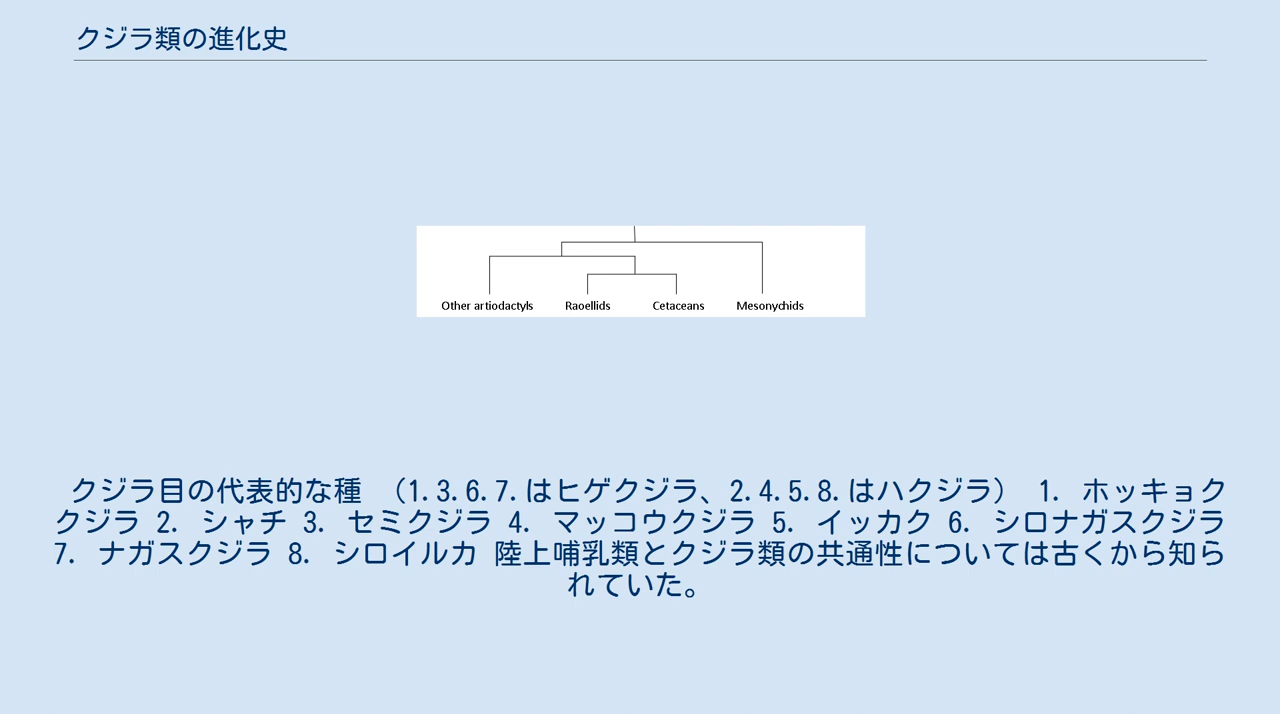 クジラ類の進化史
Other artiodactyls Raoellids Cetaceans Mesonychids
クジラ目の代表的な種 （1.3.6.7.はヒゲクジラ、2.4.5.8.はハクジラ） 1. ホッキョク
クジラ 2. シャチ 3. セミクジラ 4. マッコウクジラ 5. イッカク 6. シロナガスクジラ
7. ナガスクジラ 8. シロイルカ 陸上哺乳類とクジラ類の共通性については古くから知ら
れていた。